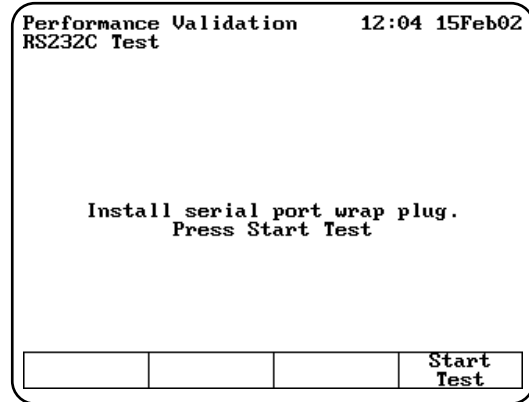 Performance Validation 12:04 15Feb02
RS232C Test
Install serial port wrap plug.
Press Start Test
Start
Test